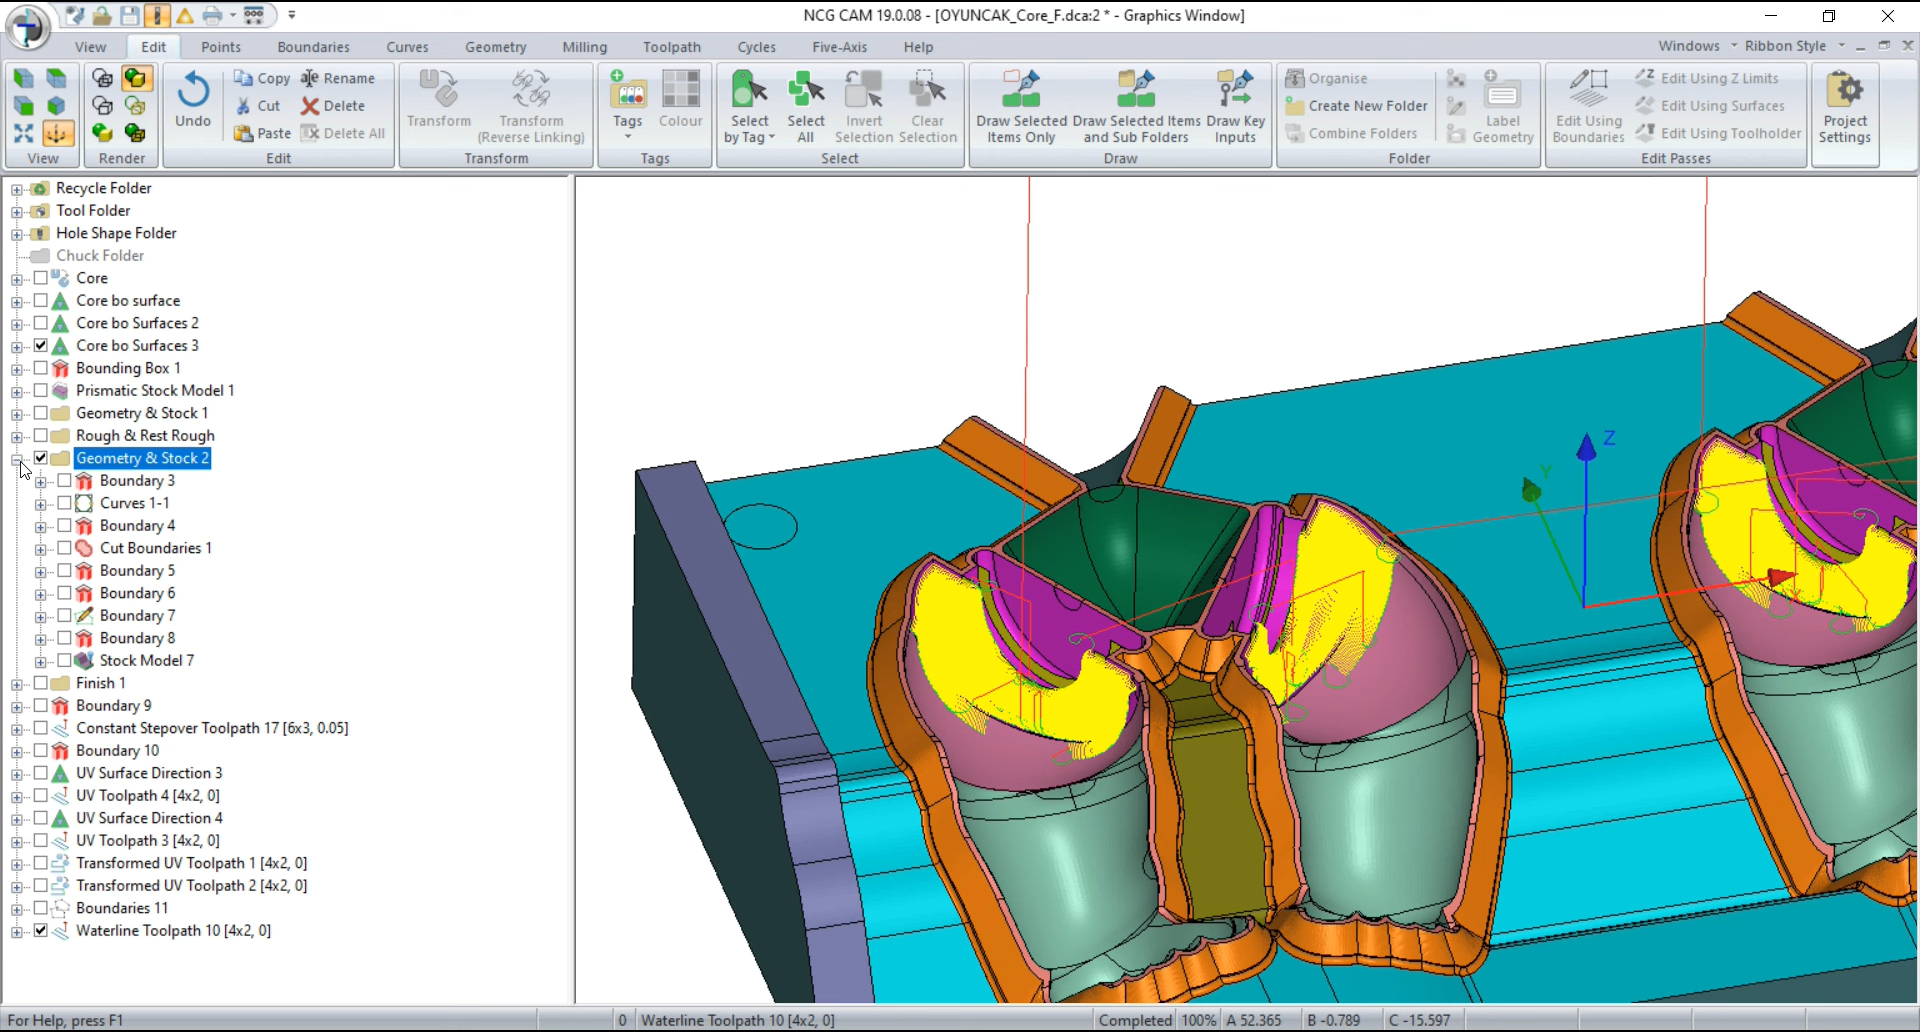 NCG CAM 19.0.08 - [OYUNCAK_Core_F.dca:2 * - Graphics Window]
View Edit Points Boundaries Curves Geometry Milling Toolpath Cycles Five-Axis Help Windows Ribbon Style
Copy Rename Organise Edit Using Z Limits
Cut Delete Create New Folder Edit Using Surfaces
Paste Delete All Combine Folders Edit Using Toolholder
Undo Transform Transform (Reverse Linking) Tags Colour Select by Tag Select All Invert Selection Clear Selection Draw Selected Items Only Draw Selected Items and Sub Folders Draw Key Inputs Label Geometry Edit Using Boundaries Project Settings
View Render Edit Transform Tags Select Draw Folder Edit Passes
Recycle Folder
Tool Folder
Hole Shape Folder
Chuck Folder
Core
Core bo surface
Core bo Surfaces 2
Core bo Surfaces 3
Bounding Box 1
Prismatic Stock Model 1
Geometry & Stock 1
Rough & Rest Rough
Geometry & Stock 2
Boundary 3
Curves 1-1
Boundary 4
Cut Boundaries 1
Boundary 5
Boundary 6
Boundary 7
Boundary 8
Stock Model 7
Finish 1
Boundary 9
Constant Stepover Toolpath 17 [6x3, 0.05]
Boundary 10
UV Surface Direction 3
UV Toolpath 4 [4x2, 0]
UV Surface Direction 4
UV Toolpath 3 [4x2, 0]
Transformed UV Toolpath 1 [4x2, 0]
Transformed UV Toolpath 2 [4x2, 0]
Boundaries 11
Waterline Toolpath 10 [4x2, 0]
Z
Y
X
For Help, press F1 0 Waterline Toolpath 10 [4x2, 0] Completed 100% A 52.365 B -0.789 C -15.597